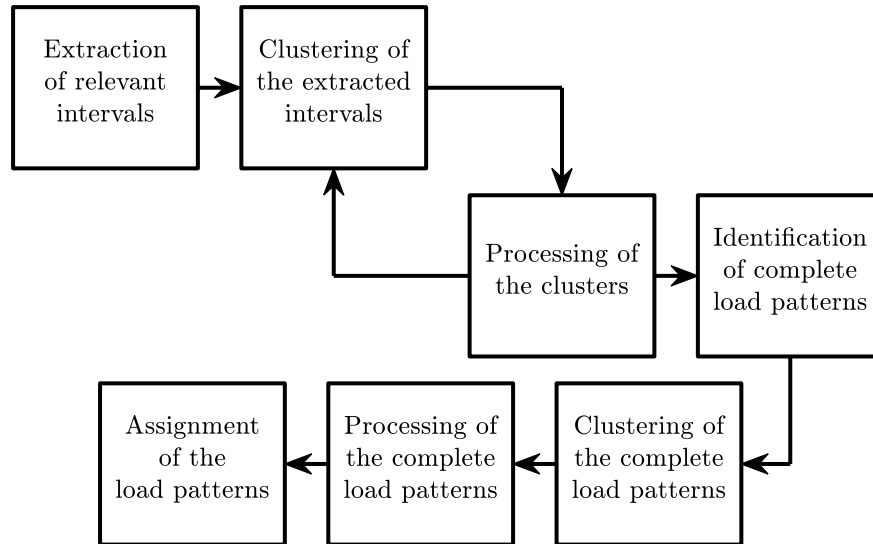 Extraction
of relevant
intervals
Clustering of
the extracted
intervals
Processing of
the clusters
Identification
of complete
load patterns
Clustering of
the complete
load patterns
Processing of
the complete
load patterns
Assignment
of the
load patterns